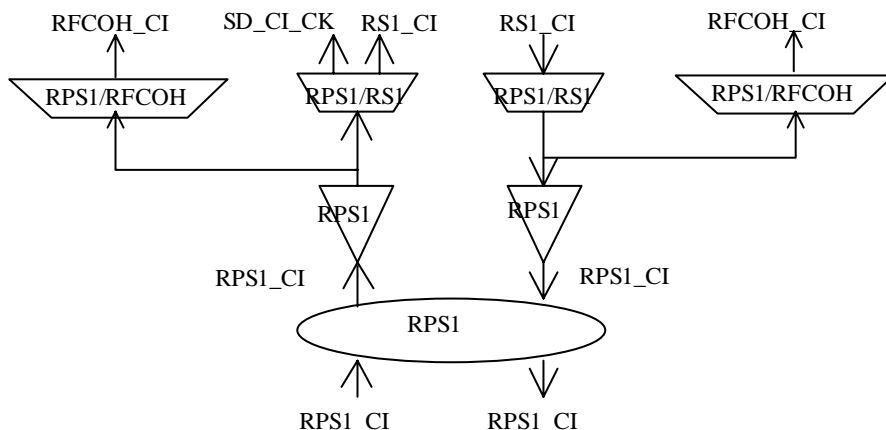 RFCOH_CI
SD_CI_CK
RS1_CI
RS1_CI
RFCOH_CI
RPS1/RFCOH
RPS1/RS1
RPS1/RS1
RPS1/RFCOH
RPS1
RPS1
RPS1_CI
RPS1_CI
RPS1
RPS1_CI
RPS1_CI